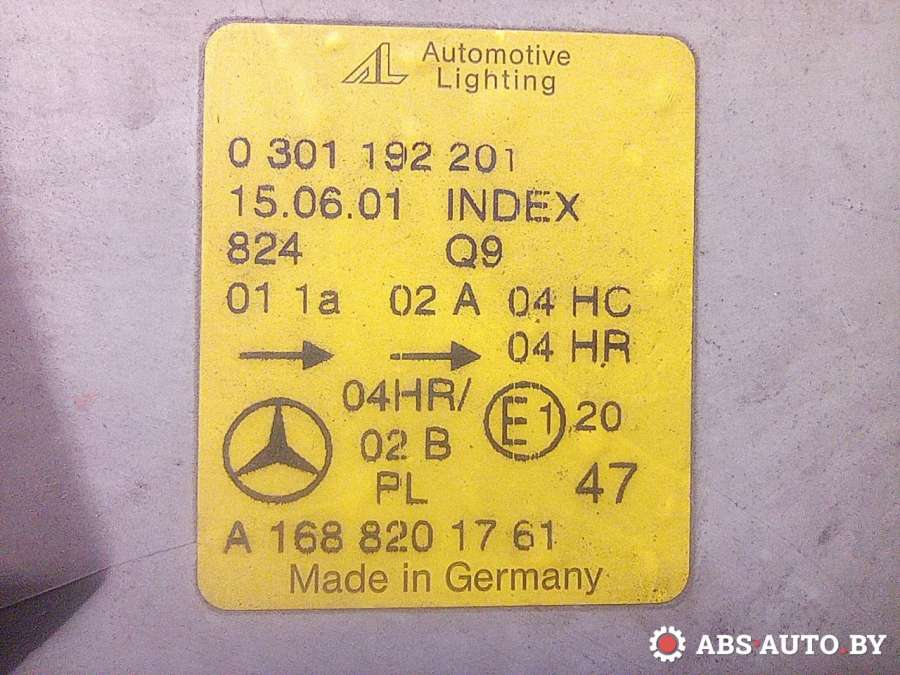 AL Automotive
Lighting
0 301 192 201
15.06.01 INDEX
824 Q9
01 1a 02 A 04 HC
04 HR
04HR/
02 B
E1 20
PL
47
A 168 820 17 61
Made in Germany
ABS-AUTO.BY